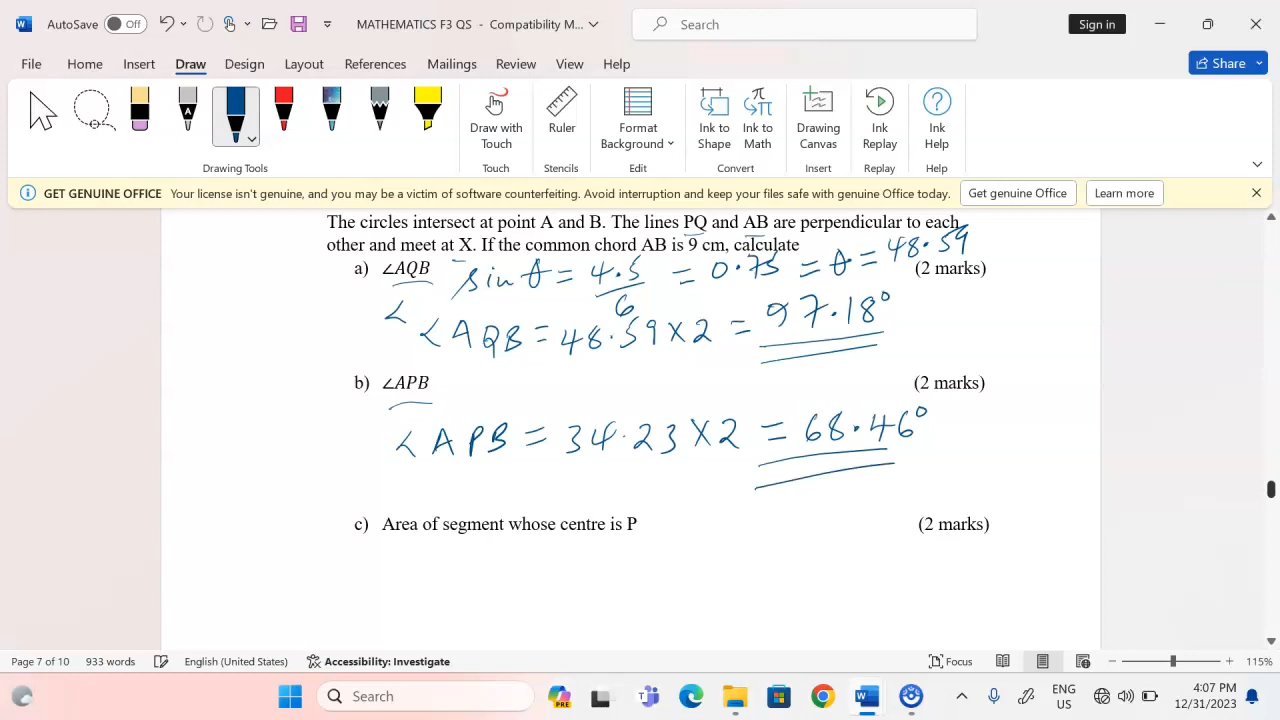 AutoSave Off MATHEMATICS F3 QS - Compatibility M... Search Sign in
File Home Insert Draw Design Layout References Mailings Review View Help Share
Draw with Touch Ruler Format Background Ink to Shape Ink to Math Drawing Canvas Ink Replay Ink Help
Drawing Tools Touch Stencils Edit Convert Insert Replay Help
GET GENUINE OFFICE Your license isn't genuine, and you may be a victim of software counterfeiting. Avoid interruption and keep your files safe with genuine Office today. Get genuine Office Learn more
The circles intersect at point A and B. The lines PQ and AB are perpendicular to each
other and meet at X. If the common chord AB is 9 cm, calculate
a) ∠AQB (2 marks)
sin θ = 4.5/6 = 0.75 = θ = 48.59
<
< AQB = 48.59 × 2 = 97.18°
b) ∠APB (2 marks)
< APB = 34.23 × 2 = 68.46°
c) Area of segment whose centre is P (2 marks)
Page 7 of 10 933 words English (United States) Accessibility: Investigate Focus 115%
Search PRE ENG US 4:07 PM 12/31/2023